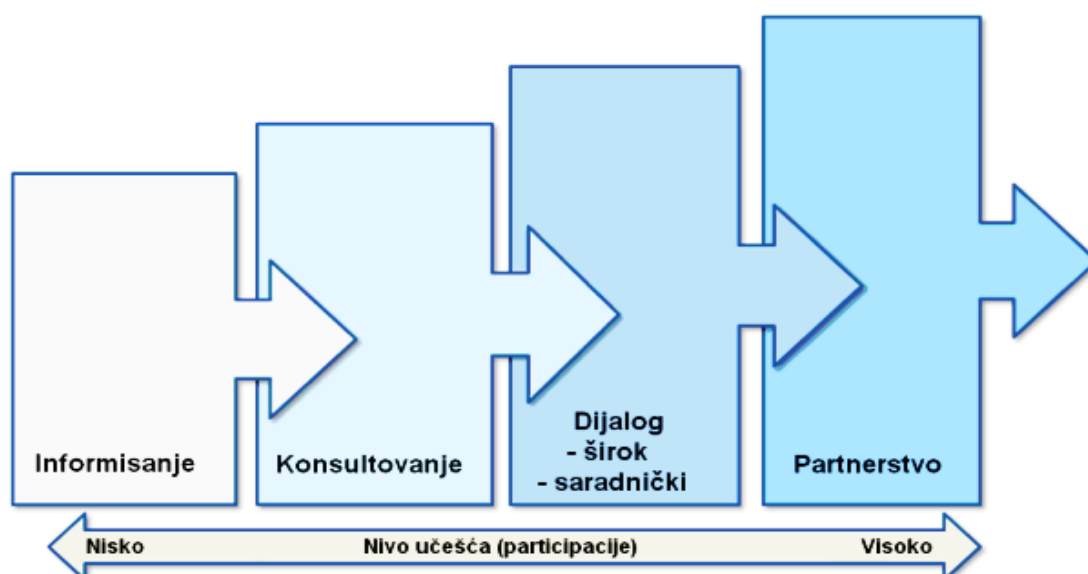 Informisanje
Konsultovanje
Dijalog
- širok
- saradnički
Partnerstvo
Nisko
Nivo učešća (participacije)
Visoko